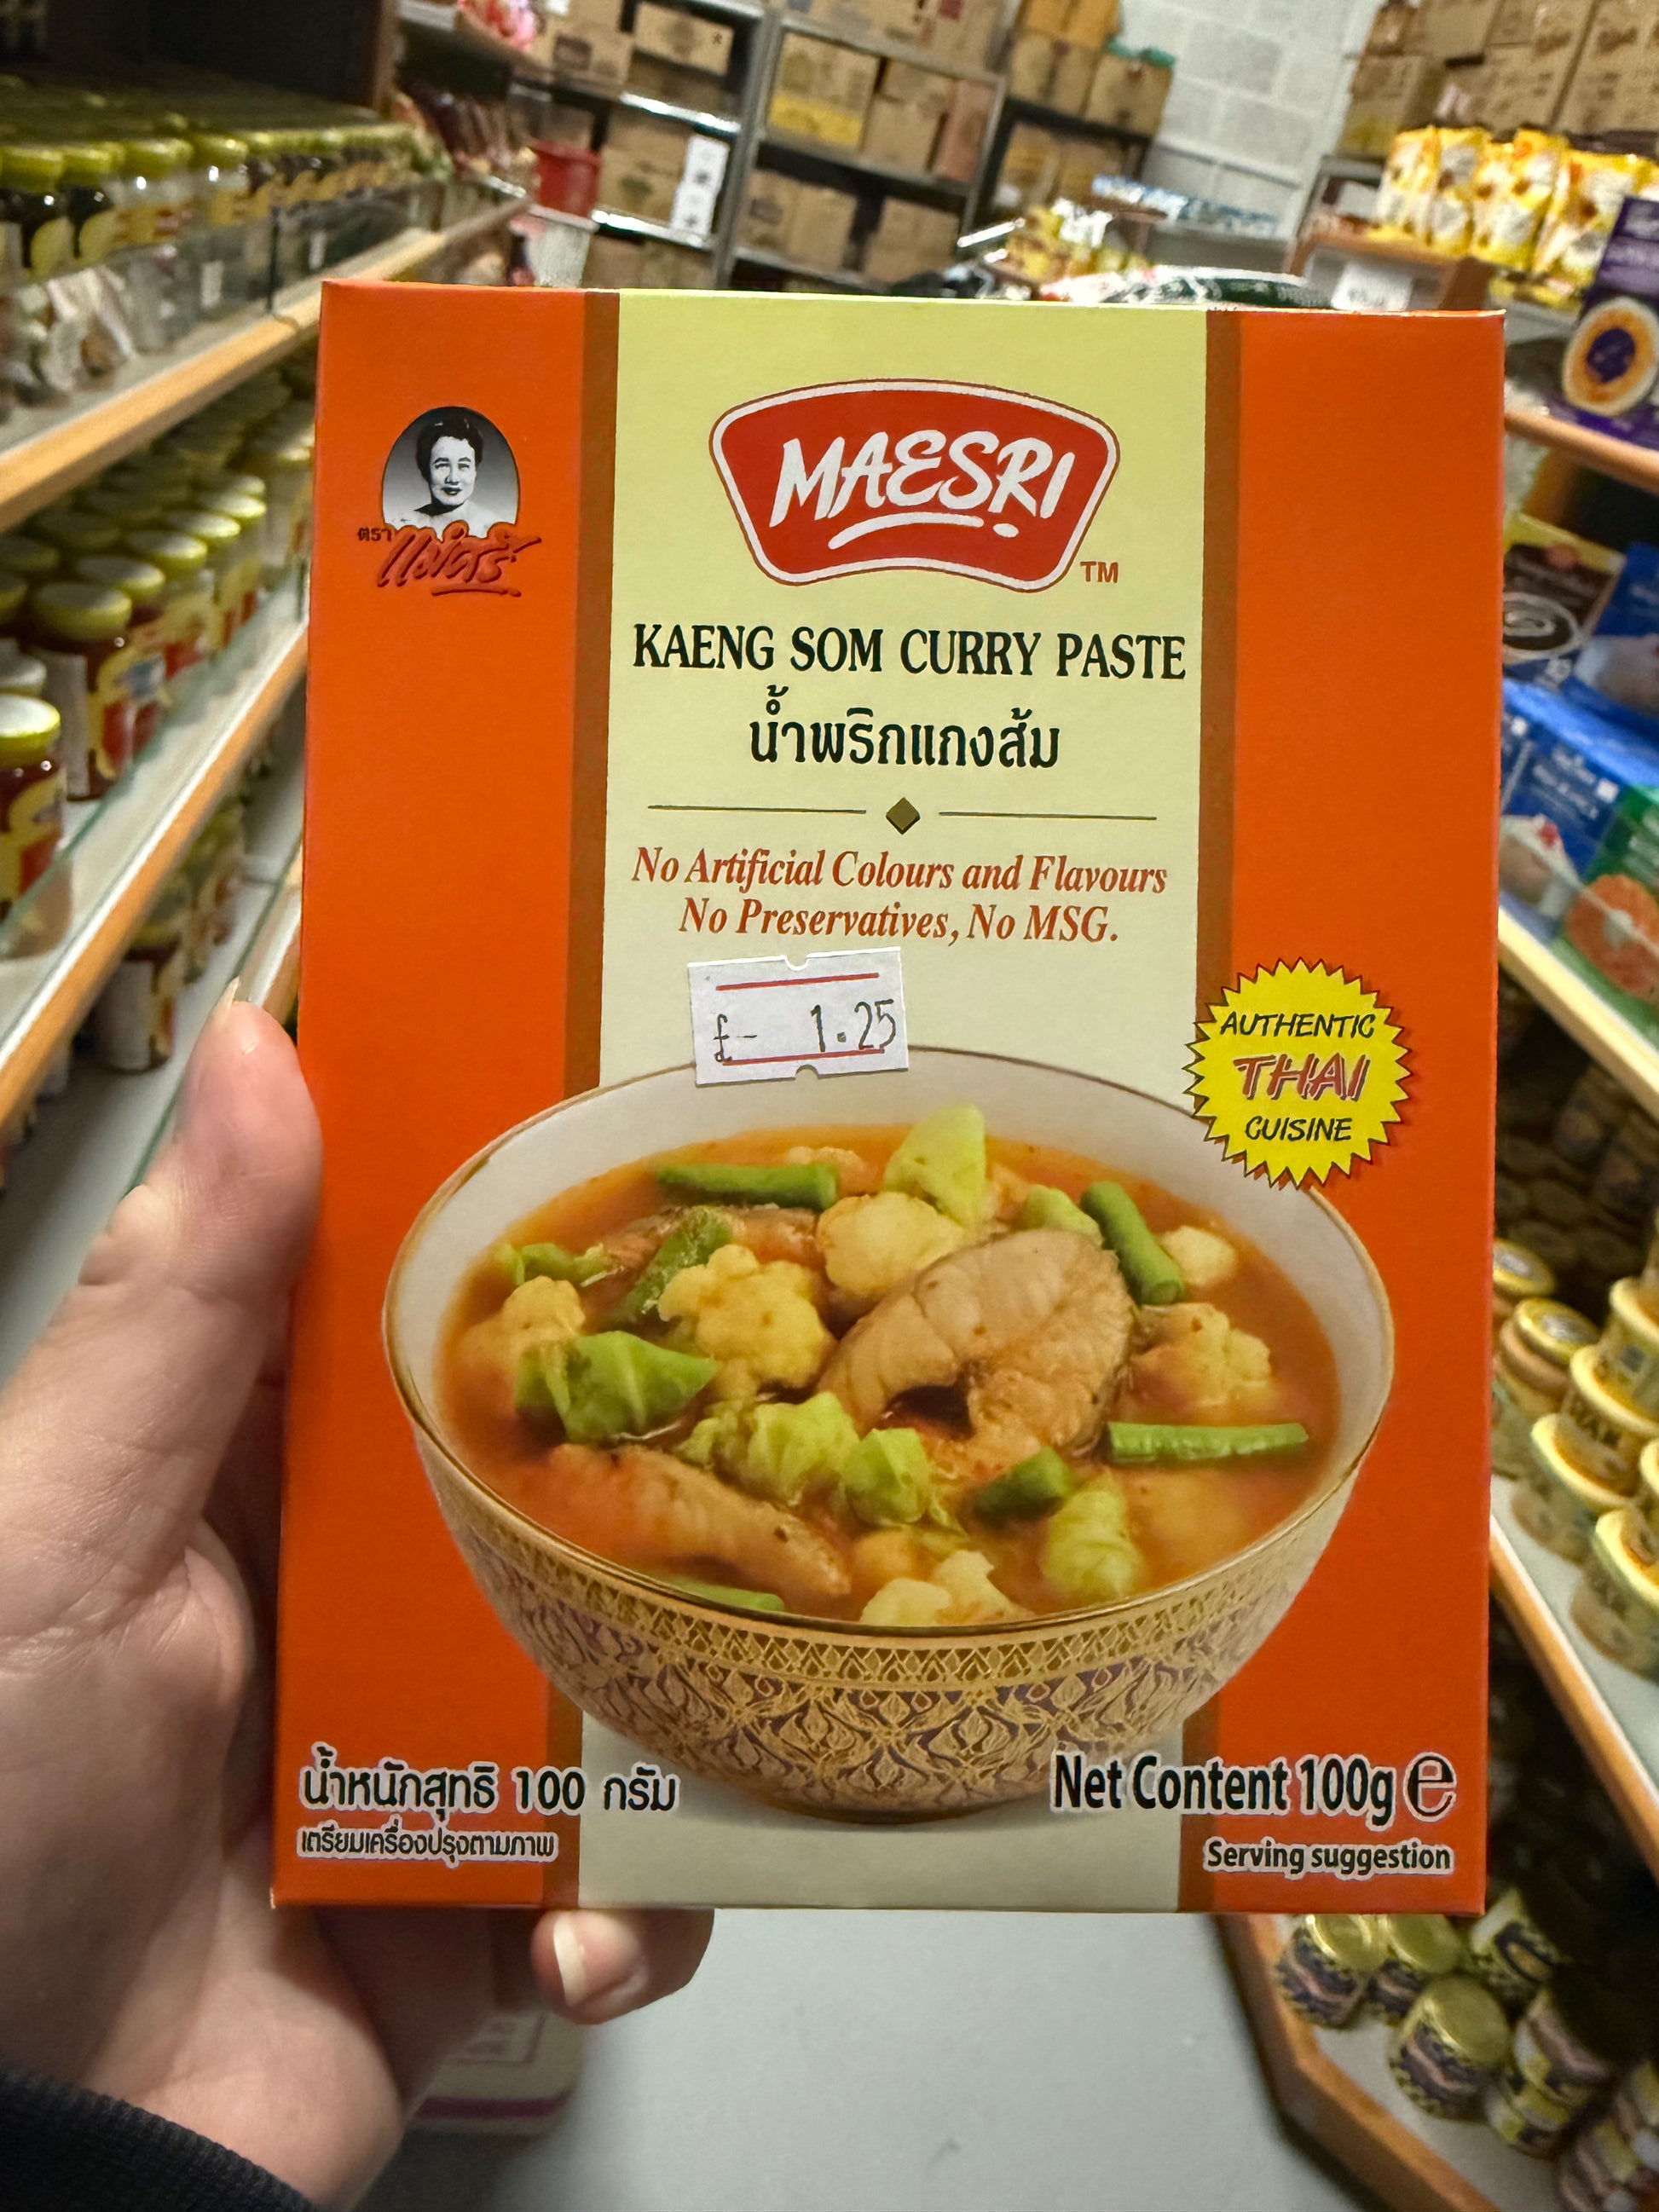 MAESRI
TM
ตรา แม่ศรี
KAENG SOM CURRY PASTE
น้ำพริกแกงส้ม
No Artificial Colours and Flavours
No Preservatives, No MSG.
£- 1.25
AUTHENTIC
THAI
CUISINE
น้ำหนักสุทธิ 100 กรัม
เตรียมเครื่องปรุงตามภาพ
Net Content 100g ℮
Serving suggestion